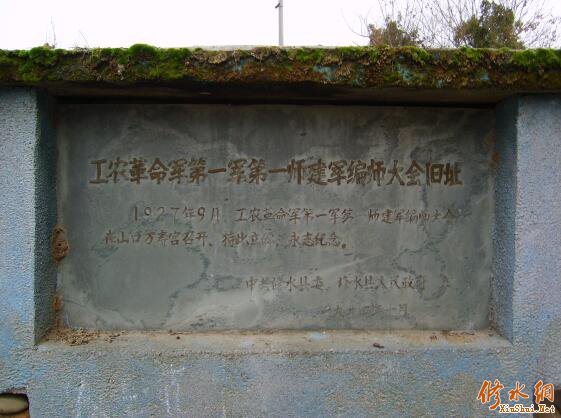 工农革命军第一军第一师建军编师大会旧址
1927年9月 工农革命军第一军第一师建军编师大会
在山口万寿宫召开，特此立碑，永志纪念。
中共修水县委、修水县人民政府
修水網
XiuShui.Net